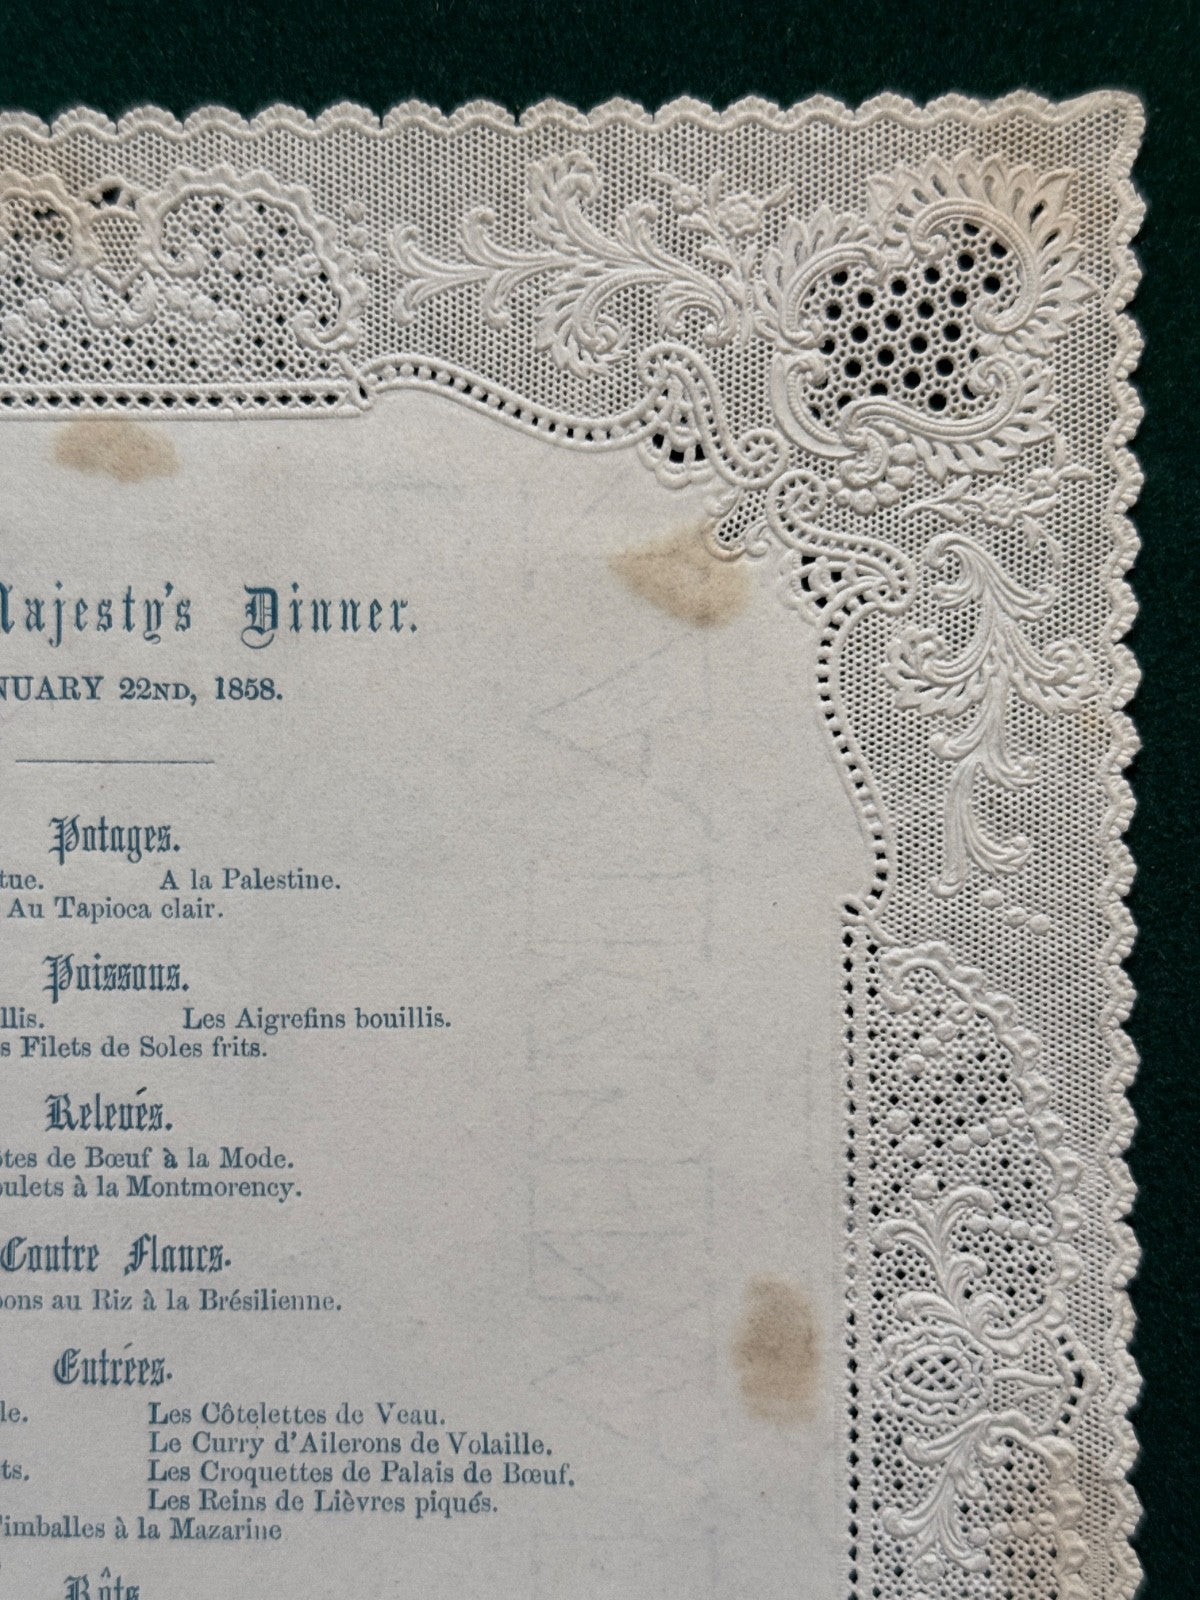 Majesty's Dinner.
NUARY 22ND, 1858.
Potages.
tue. A la Palestine.
Au Tapioca clair.
Poissons.
llis. Les Aigrefins bouillis.
s Filets de Soles frits.
Relevés.
ôtes de Bœuf à la Mode.
oulets à la Montmorency.
Contre Flancs.
bons au Riz à la Brésilienne.
Entrées.
le. Les Côtelettes de Veau.
Le Curry d'Ailerons de Volaille.
ts. Les Croquettes de Palais de Bœuf.
Les Reins de Lièvres piqués.
Timballes à la Mazarine
Rôts